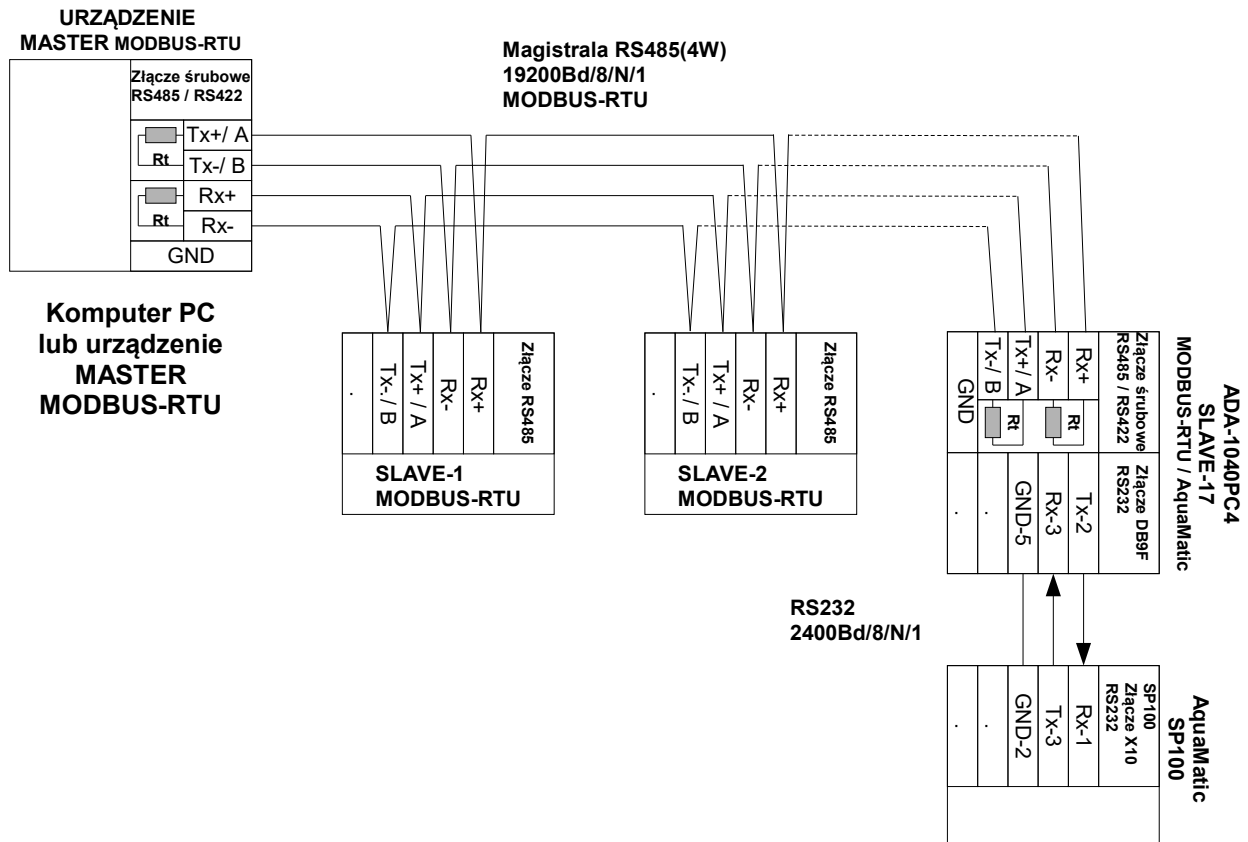 URZĄDZENIE
MASTER MODBUS-RTU
Złącze śrubowe
RS485 / RS422
Tx+/ A
Rt
Tx-/ B
Rx+
Rt
Rx-
GND
Komputer PC
lub urządzenie
MASTER
MODBUS-RTU
Magistrala RS485(4W)
19200Bd/8/N/1
MODBUS-RTU
.
Tx-. / B
Tx+ / A
Rx-
Rx+
Złącze RS485
SLAVE-1
MODBUS-RTU
.
Tx-. / B
Tx+ / A
Rx-
Rx+
Złącze RS485
SLAVE-2
MODBUS-RTU
ADA-1040PC4
SLAVE-17
MODBUS-RTU / AquaMatic
Złącze śrubowe
RS485 / RS422
Rx+
Rx-
Tx+/ A
Tx-/ B
GND
Rt
Rt
Złącze DB9F
RS232
Tx-2
Rx-3
GND-5
.
.
RS232
2400Bd/8/N/1
AquaMatic
SP100
SP100
Złącze X10
RS232
Rx-1
Tx-3
GND-2
.
.